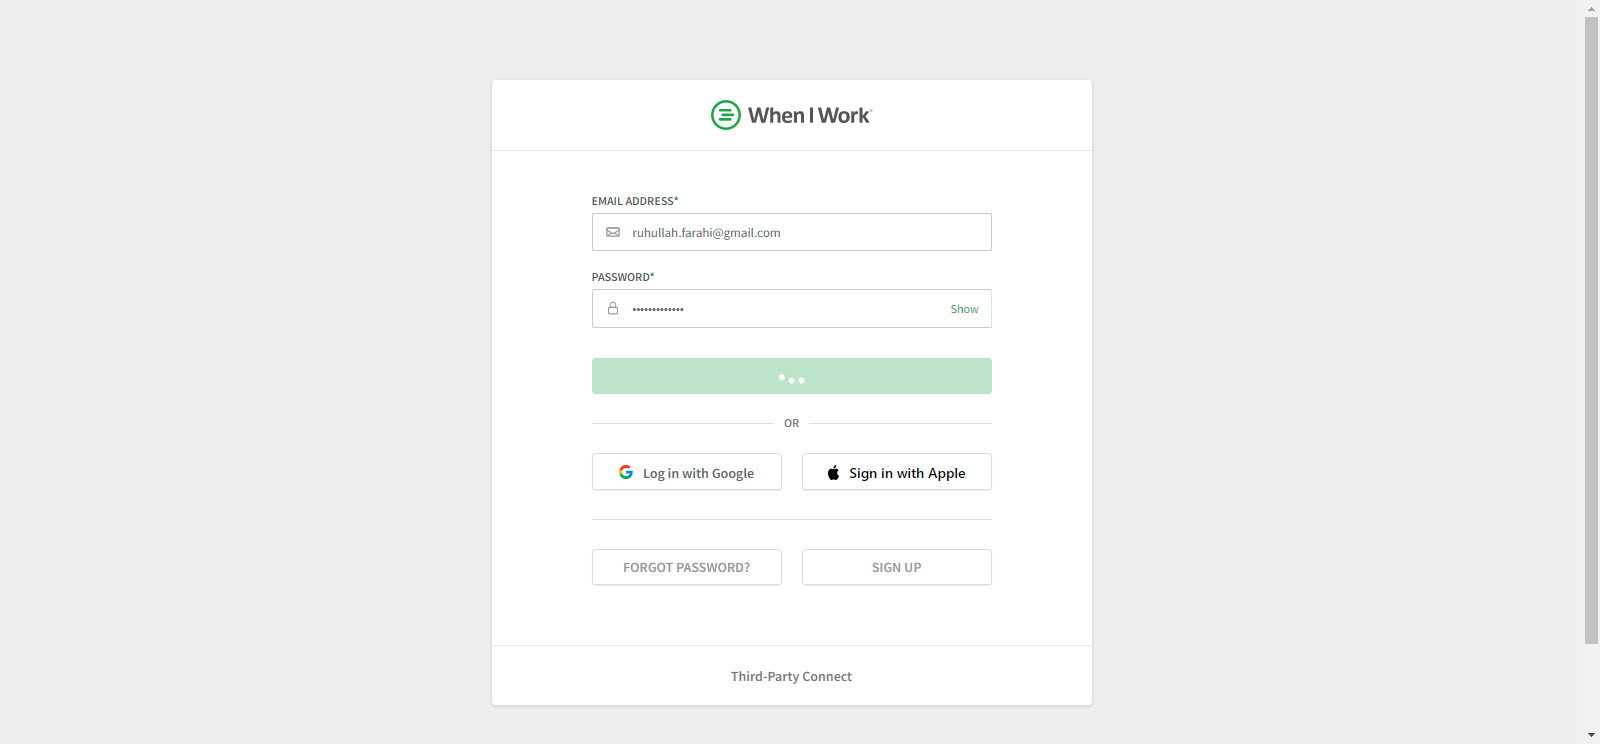 When I Work
EMAIL ADDRESS*
ruhullah.farahi@gmail.com
PASSWORD*
•••••••••••••
Show
OR
Log in with Google
Sign in with Apple
FORGOT PASSWORD?
SIGN UP
Third-Party Connect